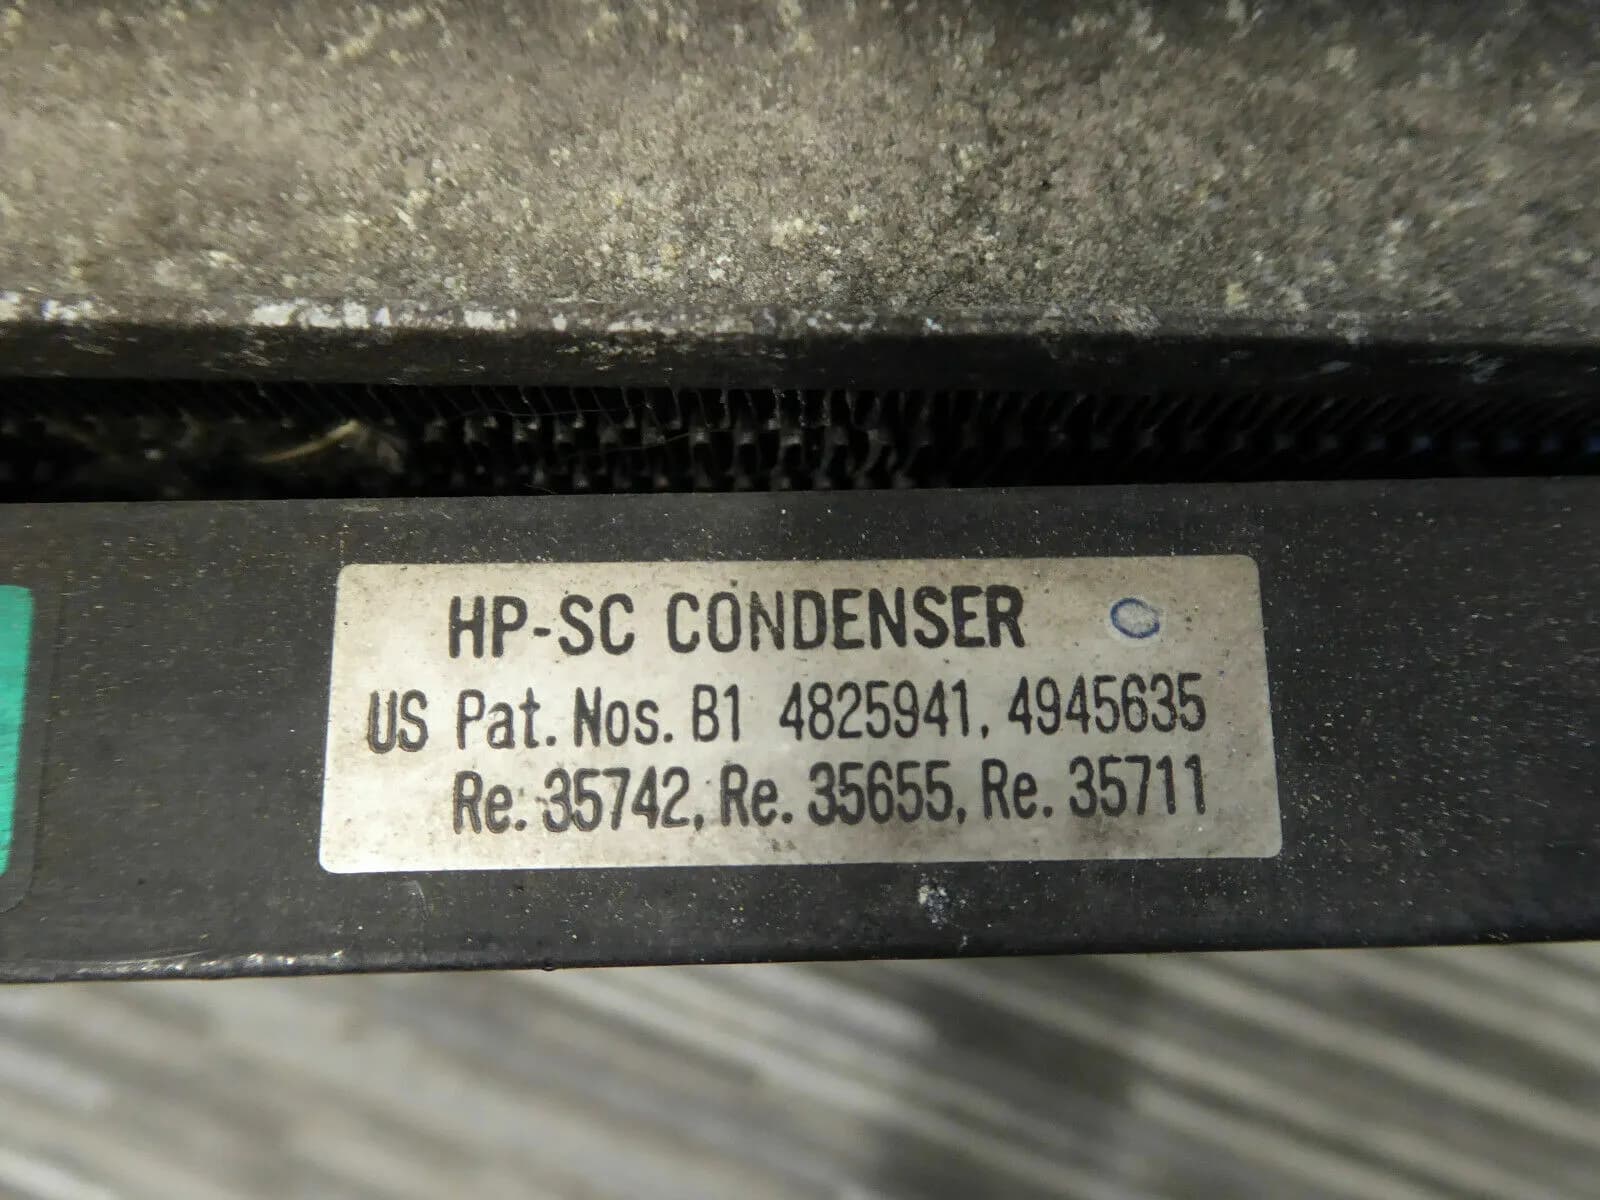 HP-SC CONDENSER
US Pat. Nos. B1 4825941, 4945635
Re. 35742, Re. 35655, Re. 35711